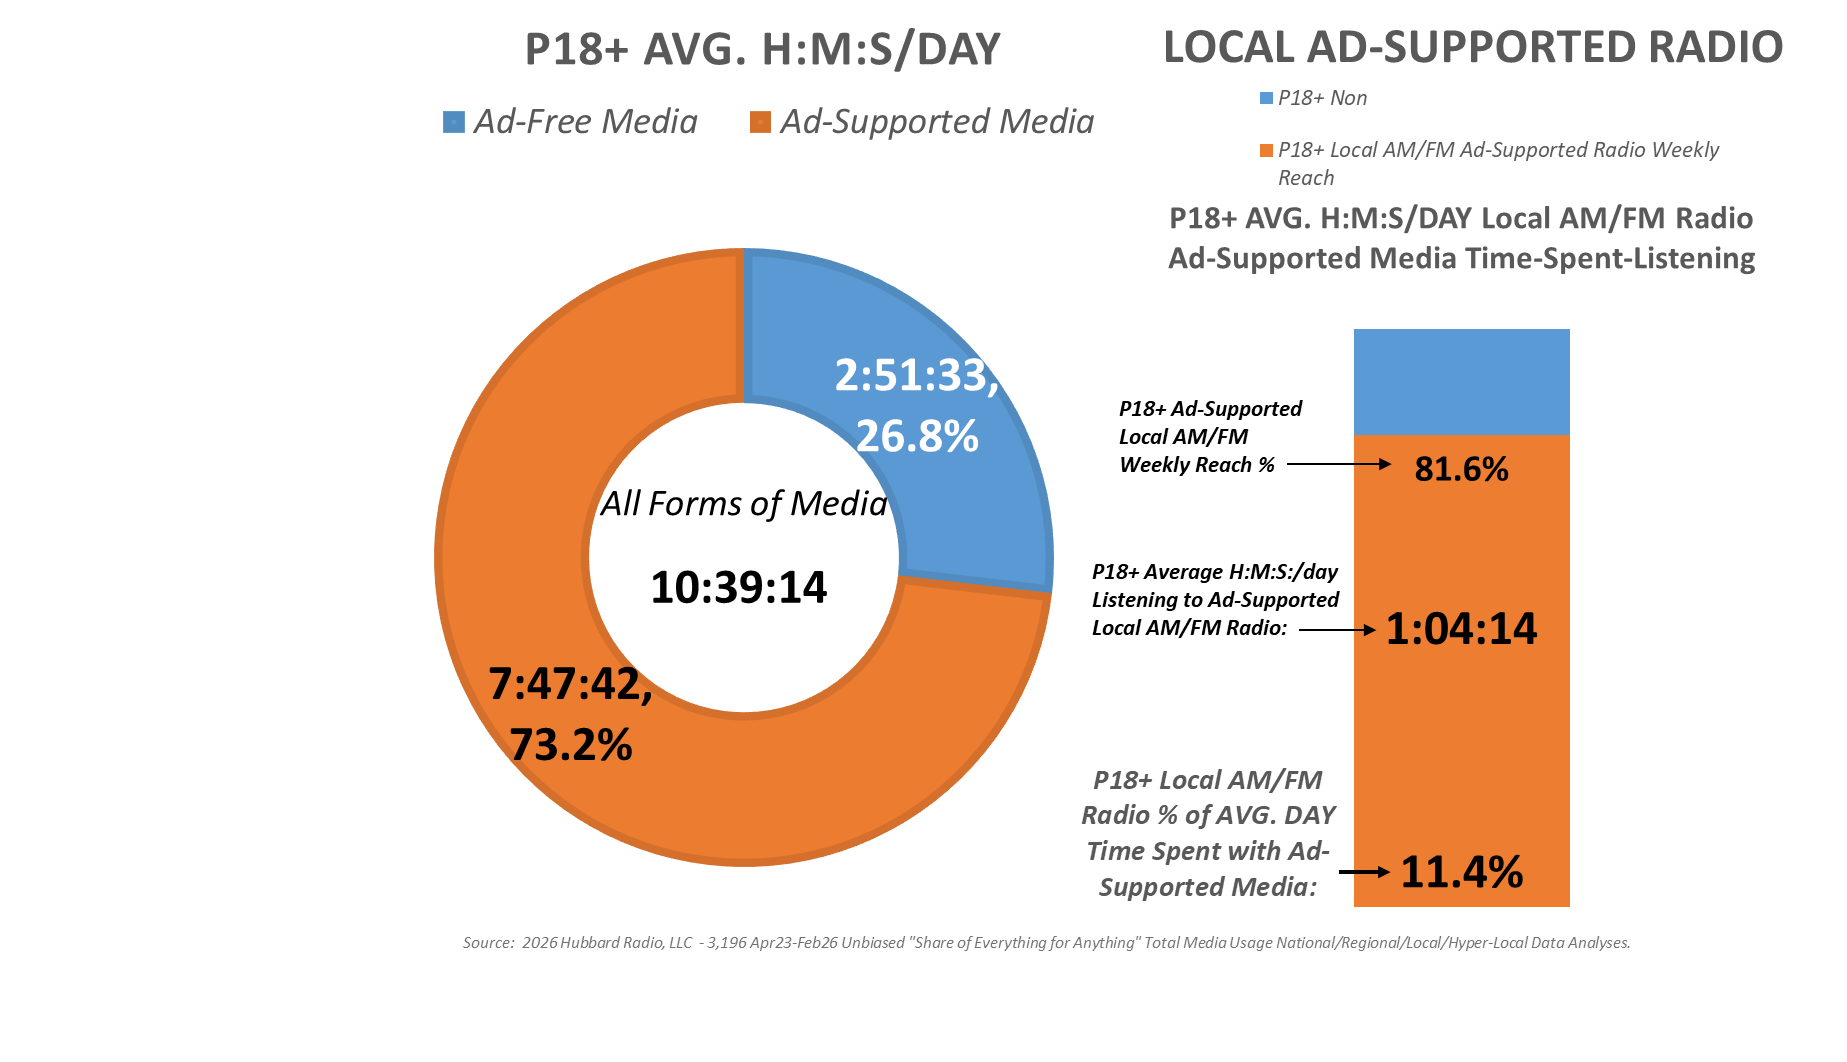 P18+ AVG. H:M:S/DAY
Ad-Free Media
Ad-Supported Media
2:51:33,
26.8%
All Forms of Media
10:39:14
7:47:42,
73.2%
LOCAL AD-SUPPORTED RADIO
P18+ Non
P18+ Local AM/FM Ad-Supported Radio Weekly
Reach
P18+ AVG. H:M:S/DAY Local AM/FM Radio
Ad-Supported Media Time-Spent-Listening
P18+ Ad-Supported
Local AM/FM
Weekly Reach %
81.6%
P18+ Average H:M:S:/day
Listening to Ad-Supported
Local AM/FM Radio:
1:04:14
P18+ Local AM/FM
Radio % of AVG. DAY
Time Spent with Ad-
Supported Media:
11.4%
Source:  2026 Hubbard Radio, LLC  - 3,196 Apr23-Feb26 Unbiased "Share of Everything for Anything" Total Media Usage National/Regional/Local/Hyper-Local Data Analyses.